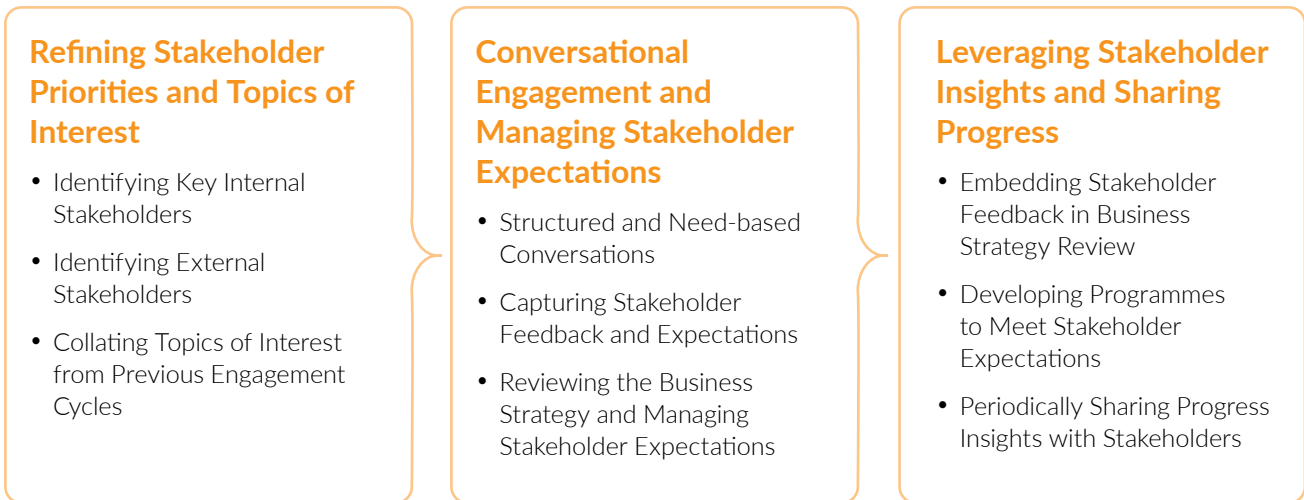 Refining Stakeholder
Priorities and Topics of
Interest
• Identifying Key Internal
Stakeholders
• Identifying External
Stakeholders
• Collating Topics of Interest
from Previous Engagement
Cycles
Conversational
Engagement and
Managing Stakeholder
Expectations
• Structured and Need-based
Conversations
• Capturing Stakeholder
Feedback and Expectations
• Reviewing the Business
Strategy and Managing
Stakeholder Expectations
Leveraging Stakeholder
Insights and Sharing
Progress
• Embedding Stakeholder
Feedback in Business
Strategy Review
• Developing Programmes
to Meet Stakeholder
Expectations
• Periodically Sharing Progress
Insights with Stakeholders